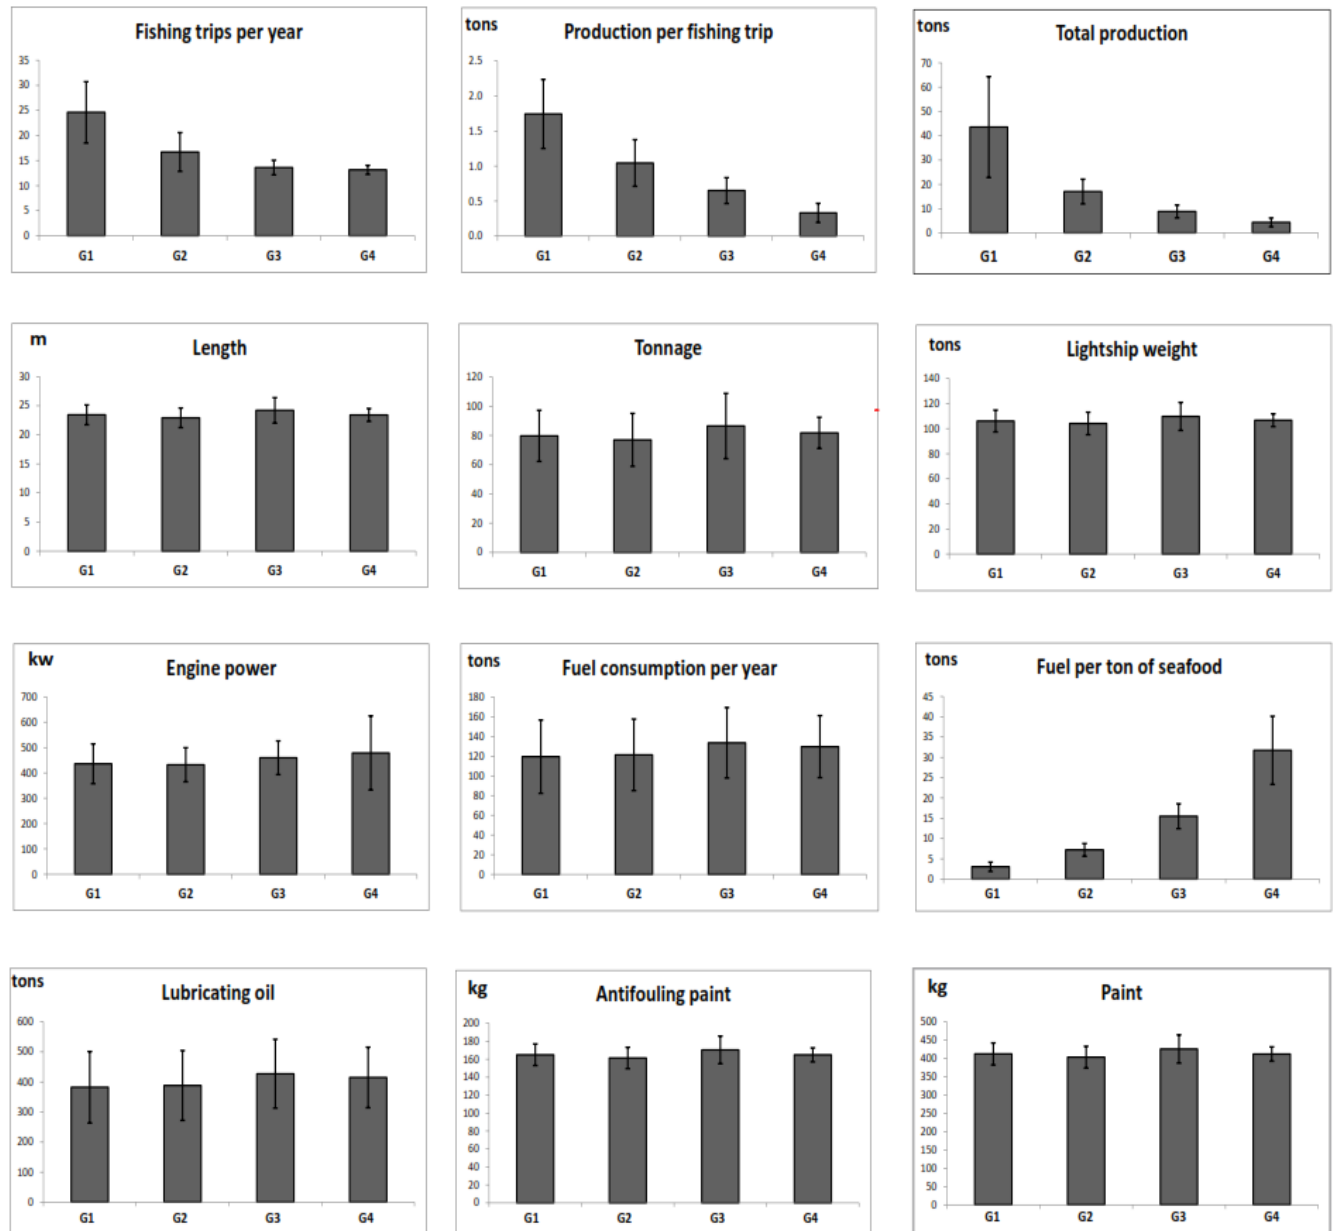 Fishing trips per year
35
30
25
20
15
10
5
0
G1 G2 G3 G4
tons
Production per fishing trip
2.5
2.0
1.5
1.0
0.5
0.0
G1 G2 G3 G4
tons
Total production
70
60
50
40
30
20
10
0
G1 G2 G3 G4
m
Length
30
25
20
15
10
5
0
G1 G2 G3 G4
Tonnage
120
100
80
60
40
20
0
G1 G2 G3 G4
tons
Lightship weight
140
120
100
80
60
40
20
0
G1 G2 G3 G4
kw
Engine power
700
600
500
400
300
200
100
0
G1 G2 G3 G4
tons
Fuel consumption per year
180
160
140
120
100
80
60
40
20
0
G1 G2 G3 G4
tons
Fuel per ton of seafood
45
40
35
30
25
20
15
10
5
0
G1 G2 G3 G4
tons
Lubricating oil
600
500
400
300
200
100
0
G1 G2 G3 G4
kg
Antifouling paint
200
180
160
140
120
100
80
60
40
20
0
G1 G2 G3 G4
kg
Paint
500
450
400
350
300
250
200
150
100
50
0
G1 G2 G3 G4